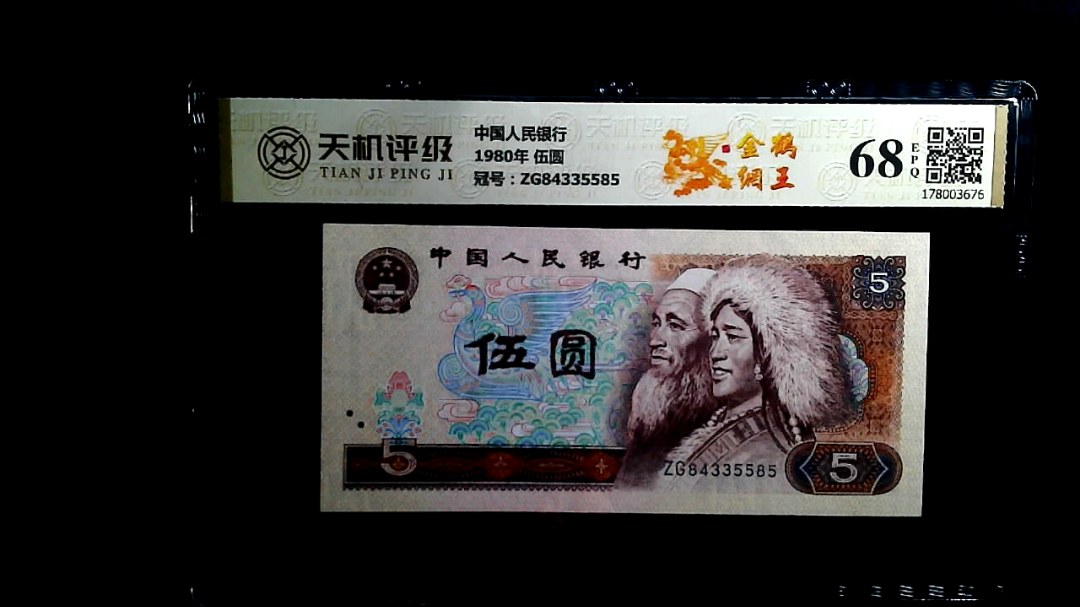 天机评级
TIAN JI PING JI
中国人民银行
1980年 伍圆
冠号：ZG84335585
金鹤
绸王
68
EPQ
178003676
中国人民银行
5
伍圆
5
ZG84335585
5